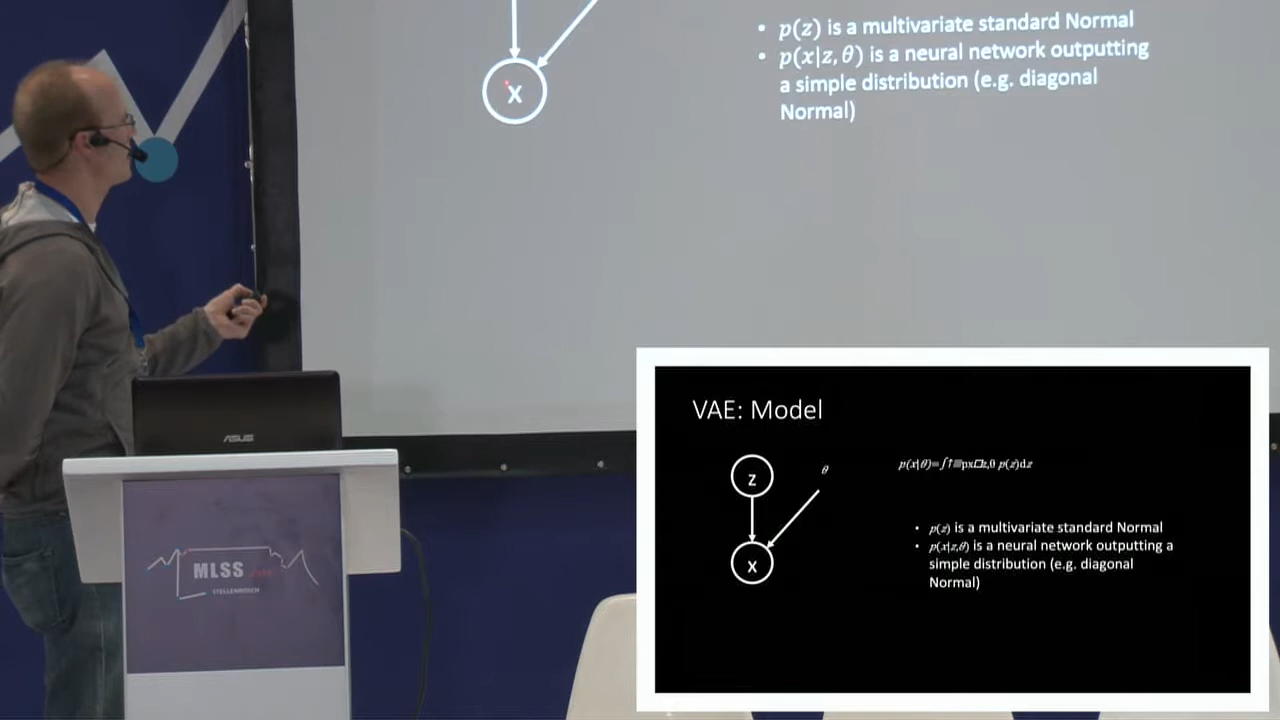 • p(z) is a multivariate standard Normal
• p(x|z, θ) is a neural network outputting
a simple distribution (e.g. diagonal
Normal)
x
ASUS
MLSS
STELLENBOSCH
VAE: Model
z
θ
x
• p(z) is a multivariate standard Normal
• p(x|z,θ) is a neural network outputting a
simple distribution (e.g. diagonal
Normal)